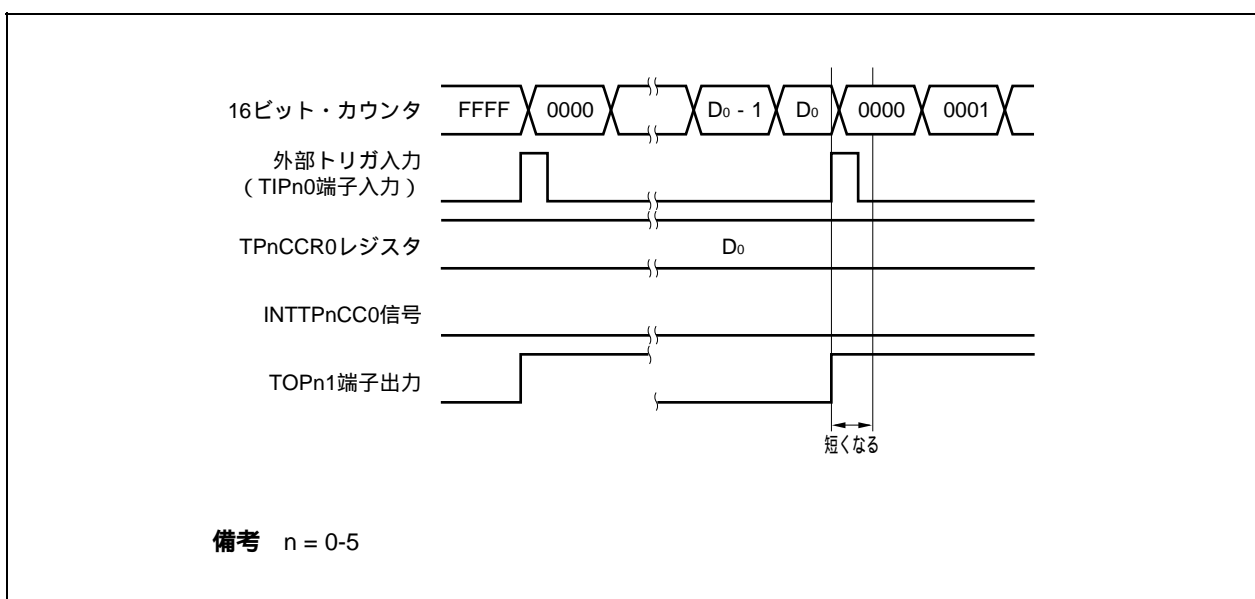 16ビット・カウンタ FFFF 0000 D0 - 1 D0 0000 0001
外部トリガ入力
（TIPn0端子入力）
TPnCCR0レジスタ D0
INTTPnCC0信号
TOPn1端子出力
短くなる
備考 n = 0-5